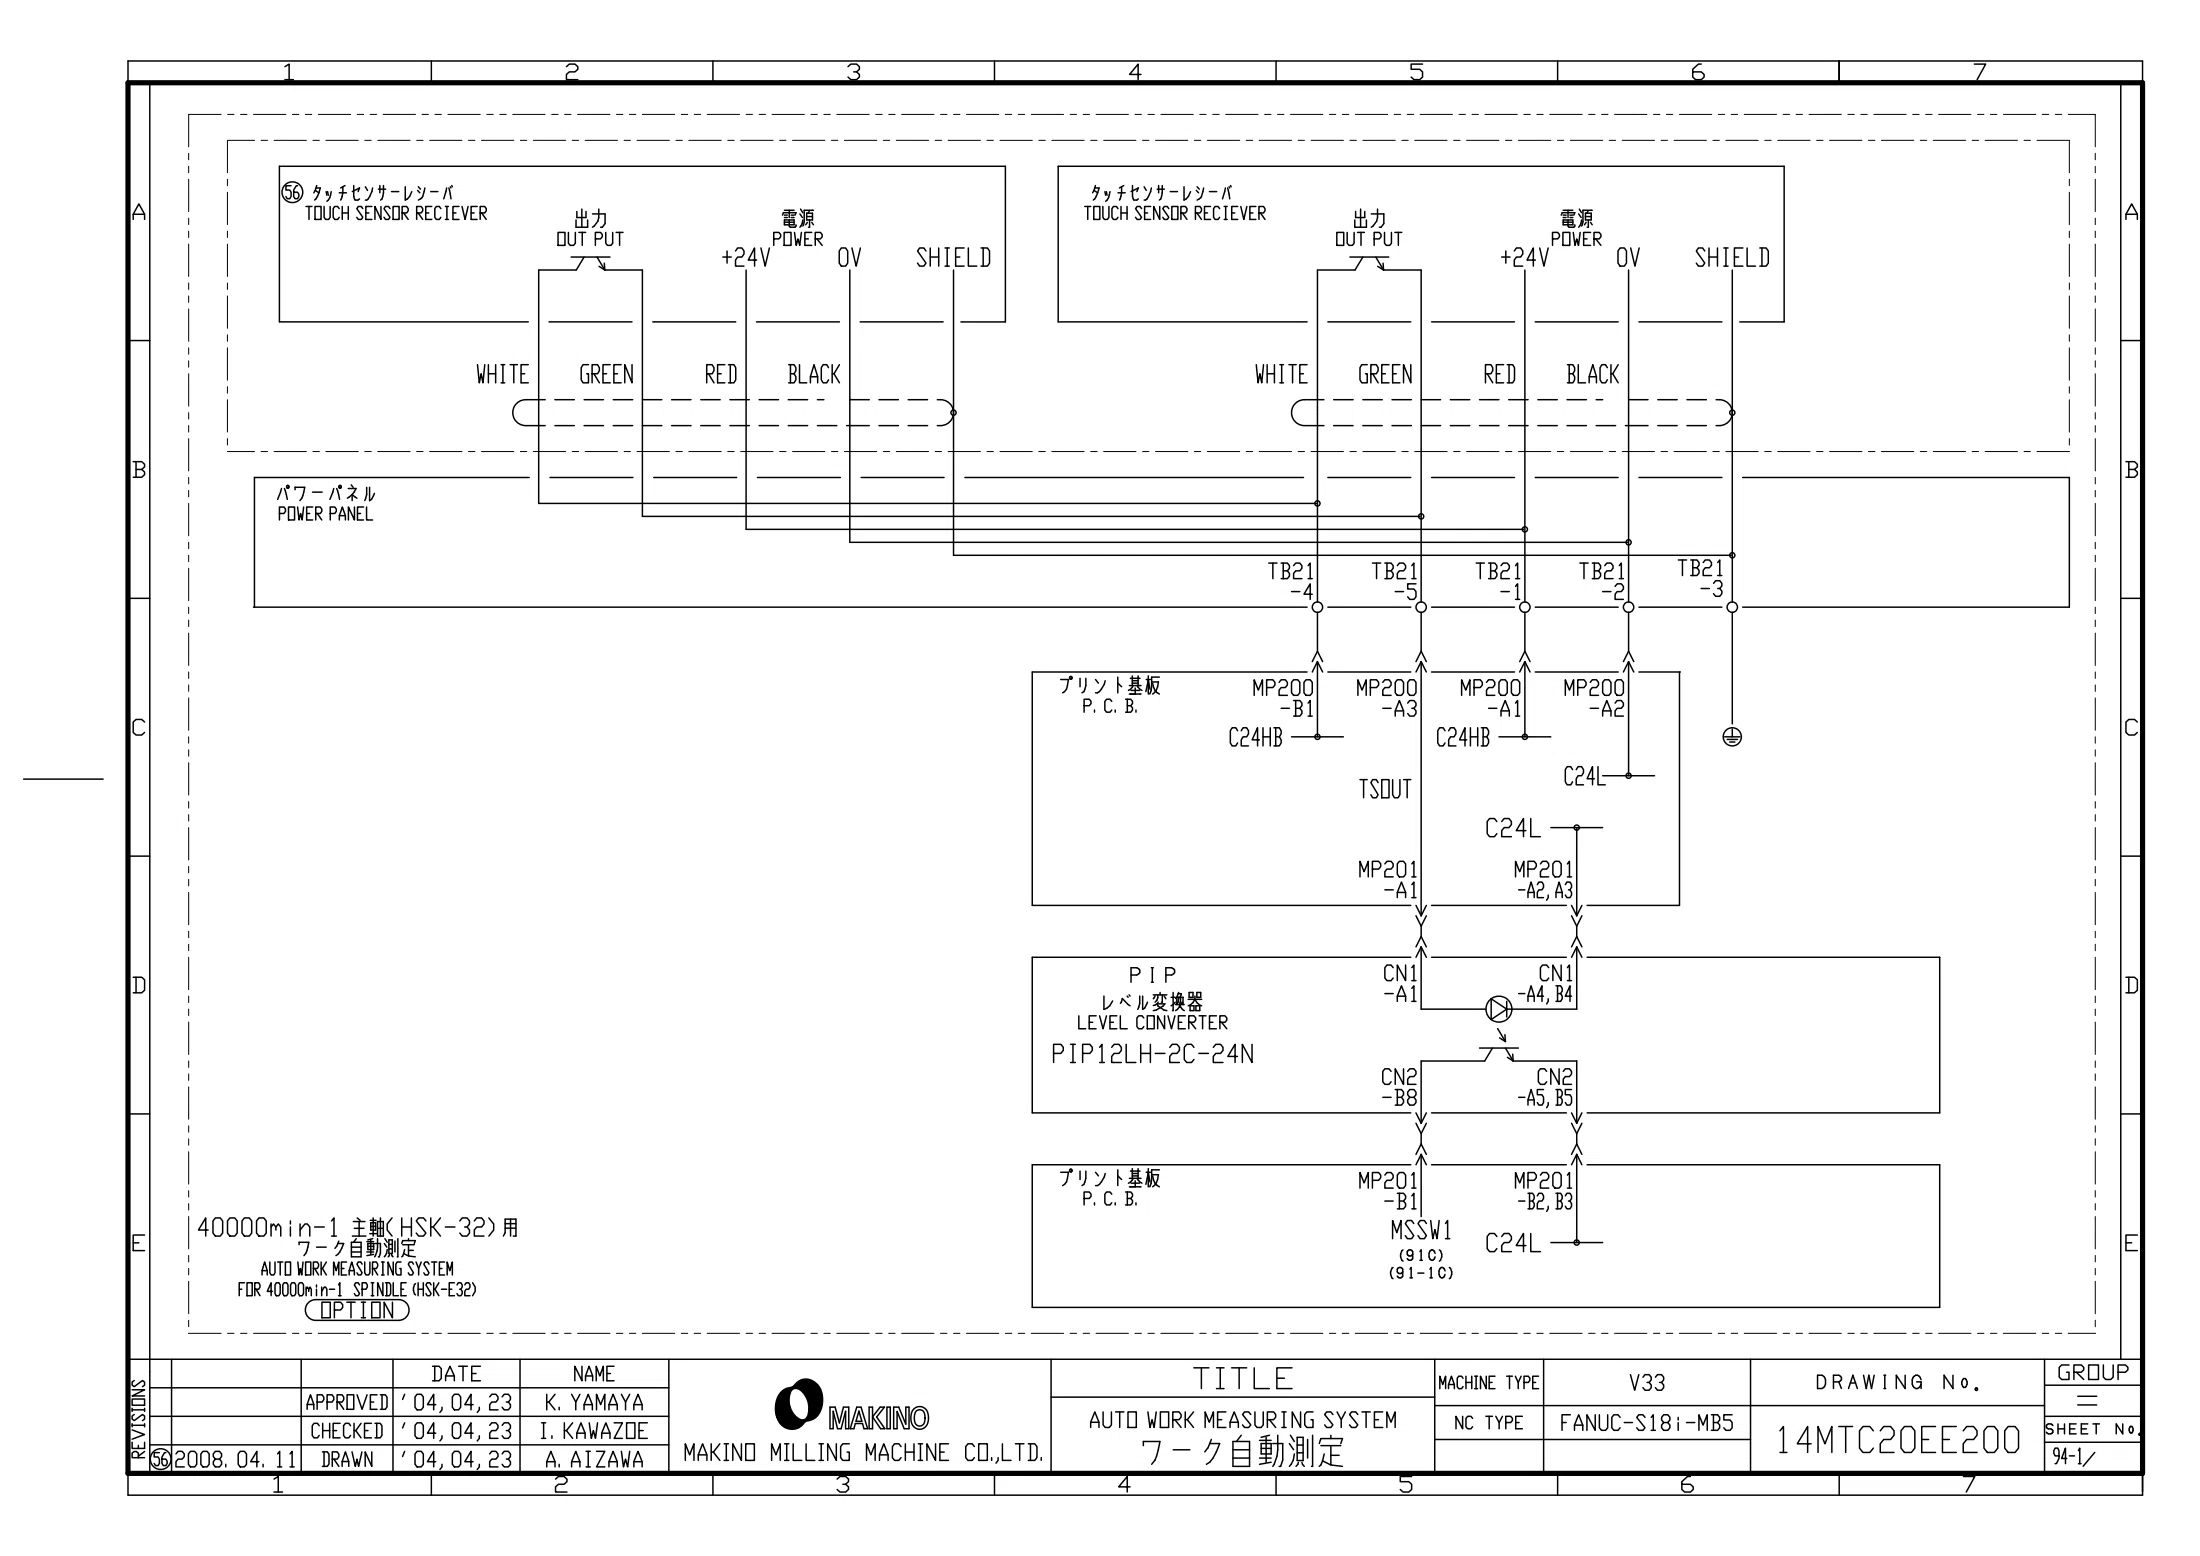 1 2 3 4 5 6 7
A A
56 タッチセンサーレシーバ
TOUCH SENSOR RECIEVER
出力
OUT PUT
電源
POWER
+24V 0V SHIELD
タッチセンサーレシーバ
TOUCH SENSOR RECIEVER
出力
OUT PUT
電源
POWER
+24V 0V SHIELD
WHITE GREEN RED BLACK
WHITE GREEN RED BLACK
B B
パワーパネル
POWER PANEL
TB21 TB21 TB21 TB21 TB21
-4 -5 -1 -2 -3
C C
プリント基板
P. C. B.
MP200 MP200 MP200 MP200
-B1 -A3 -A1 -A2
C24HB C24HB
C24L
TSOUT
C24L
MP201 MP201
-A1 -A2, A3
D D
PIP
レベル変換器
LEVEL CONVERTER
PIP12LH-2C-24N
CN1 CN1
-A1 -A4, B4
CN2 CN2
-B8 -A5, B5
E E
プリント基板
P. C. B.
MP201 MP201
-B1 -B2, B3
MSSW1
(91C)
(91-1C)
C24L
40000min-1 主軸(HSK-32)用
ワーク自動測定
AUTO WORK MEASURING SYSTEM
FOR 40000min-1 SPINDLE (HSK-E32)
OPTION
REVISIONS
DATE NAME
APPROVED '04, 04, 23 K. YAMAYA
CHECKED '04, 04, 23 I. KAWAZOE
56 2008. 04. 11 DRAWN '04, 04, 23 A. AIZAWA
MAKINO
MAKINO MILLING MACHINE CO.,LTD.
TITLE
AUTO WORK MEASURING SYSTEM
ワーク自動測定
MACHINE TYPE V33
NC TYPE FANUC-S18i-MB5
DRAWING No.
14MTC20EE200
GROUP
=
SHEET No.
94-1/
1 2 3 4 5 6 7